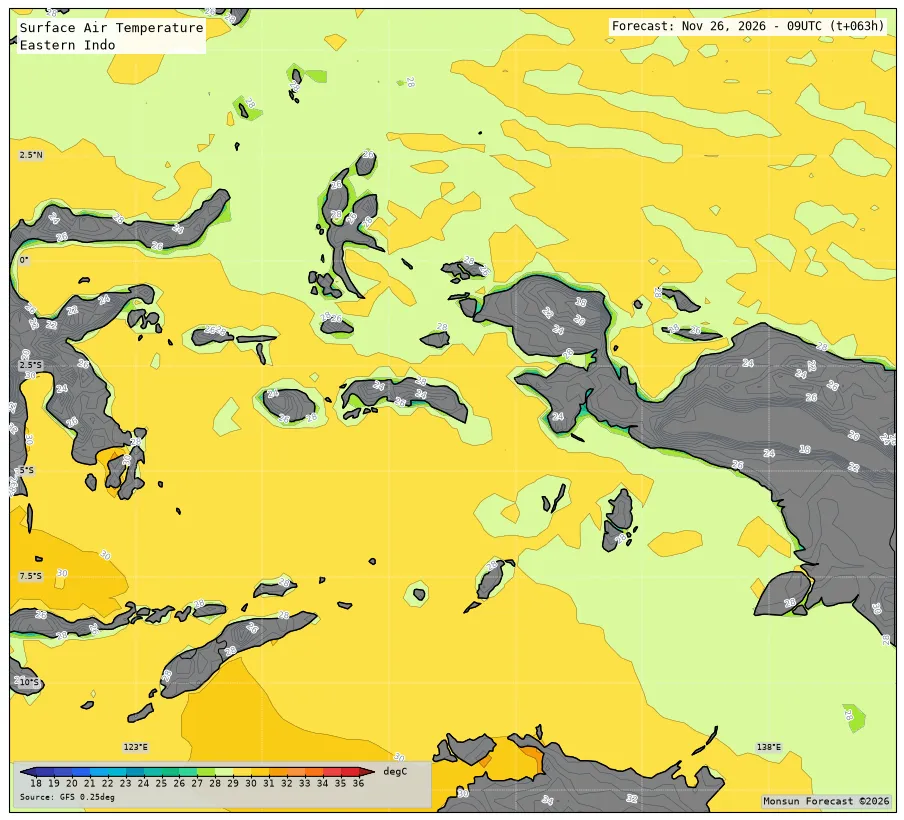 Surface Air Temperature
Eastern Indo
Forecast: Nov 26, 2026 - 09UTC (t+063h)
2.5°N
0°
2.5°S
5°S
7.5°S
10°S
123°E
138°E
18 19 20 21 22 23 24 25 26 27 28 29 30 31 32 33 34 35 36
degC
Source: GFS 0.25deg
Monsun Forecast ©2026